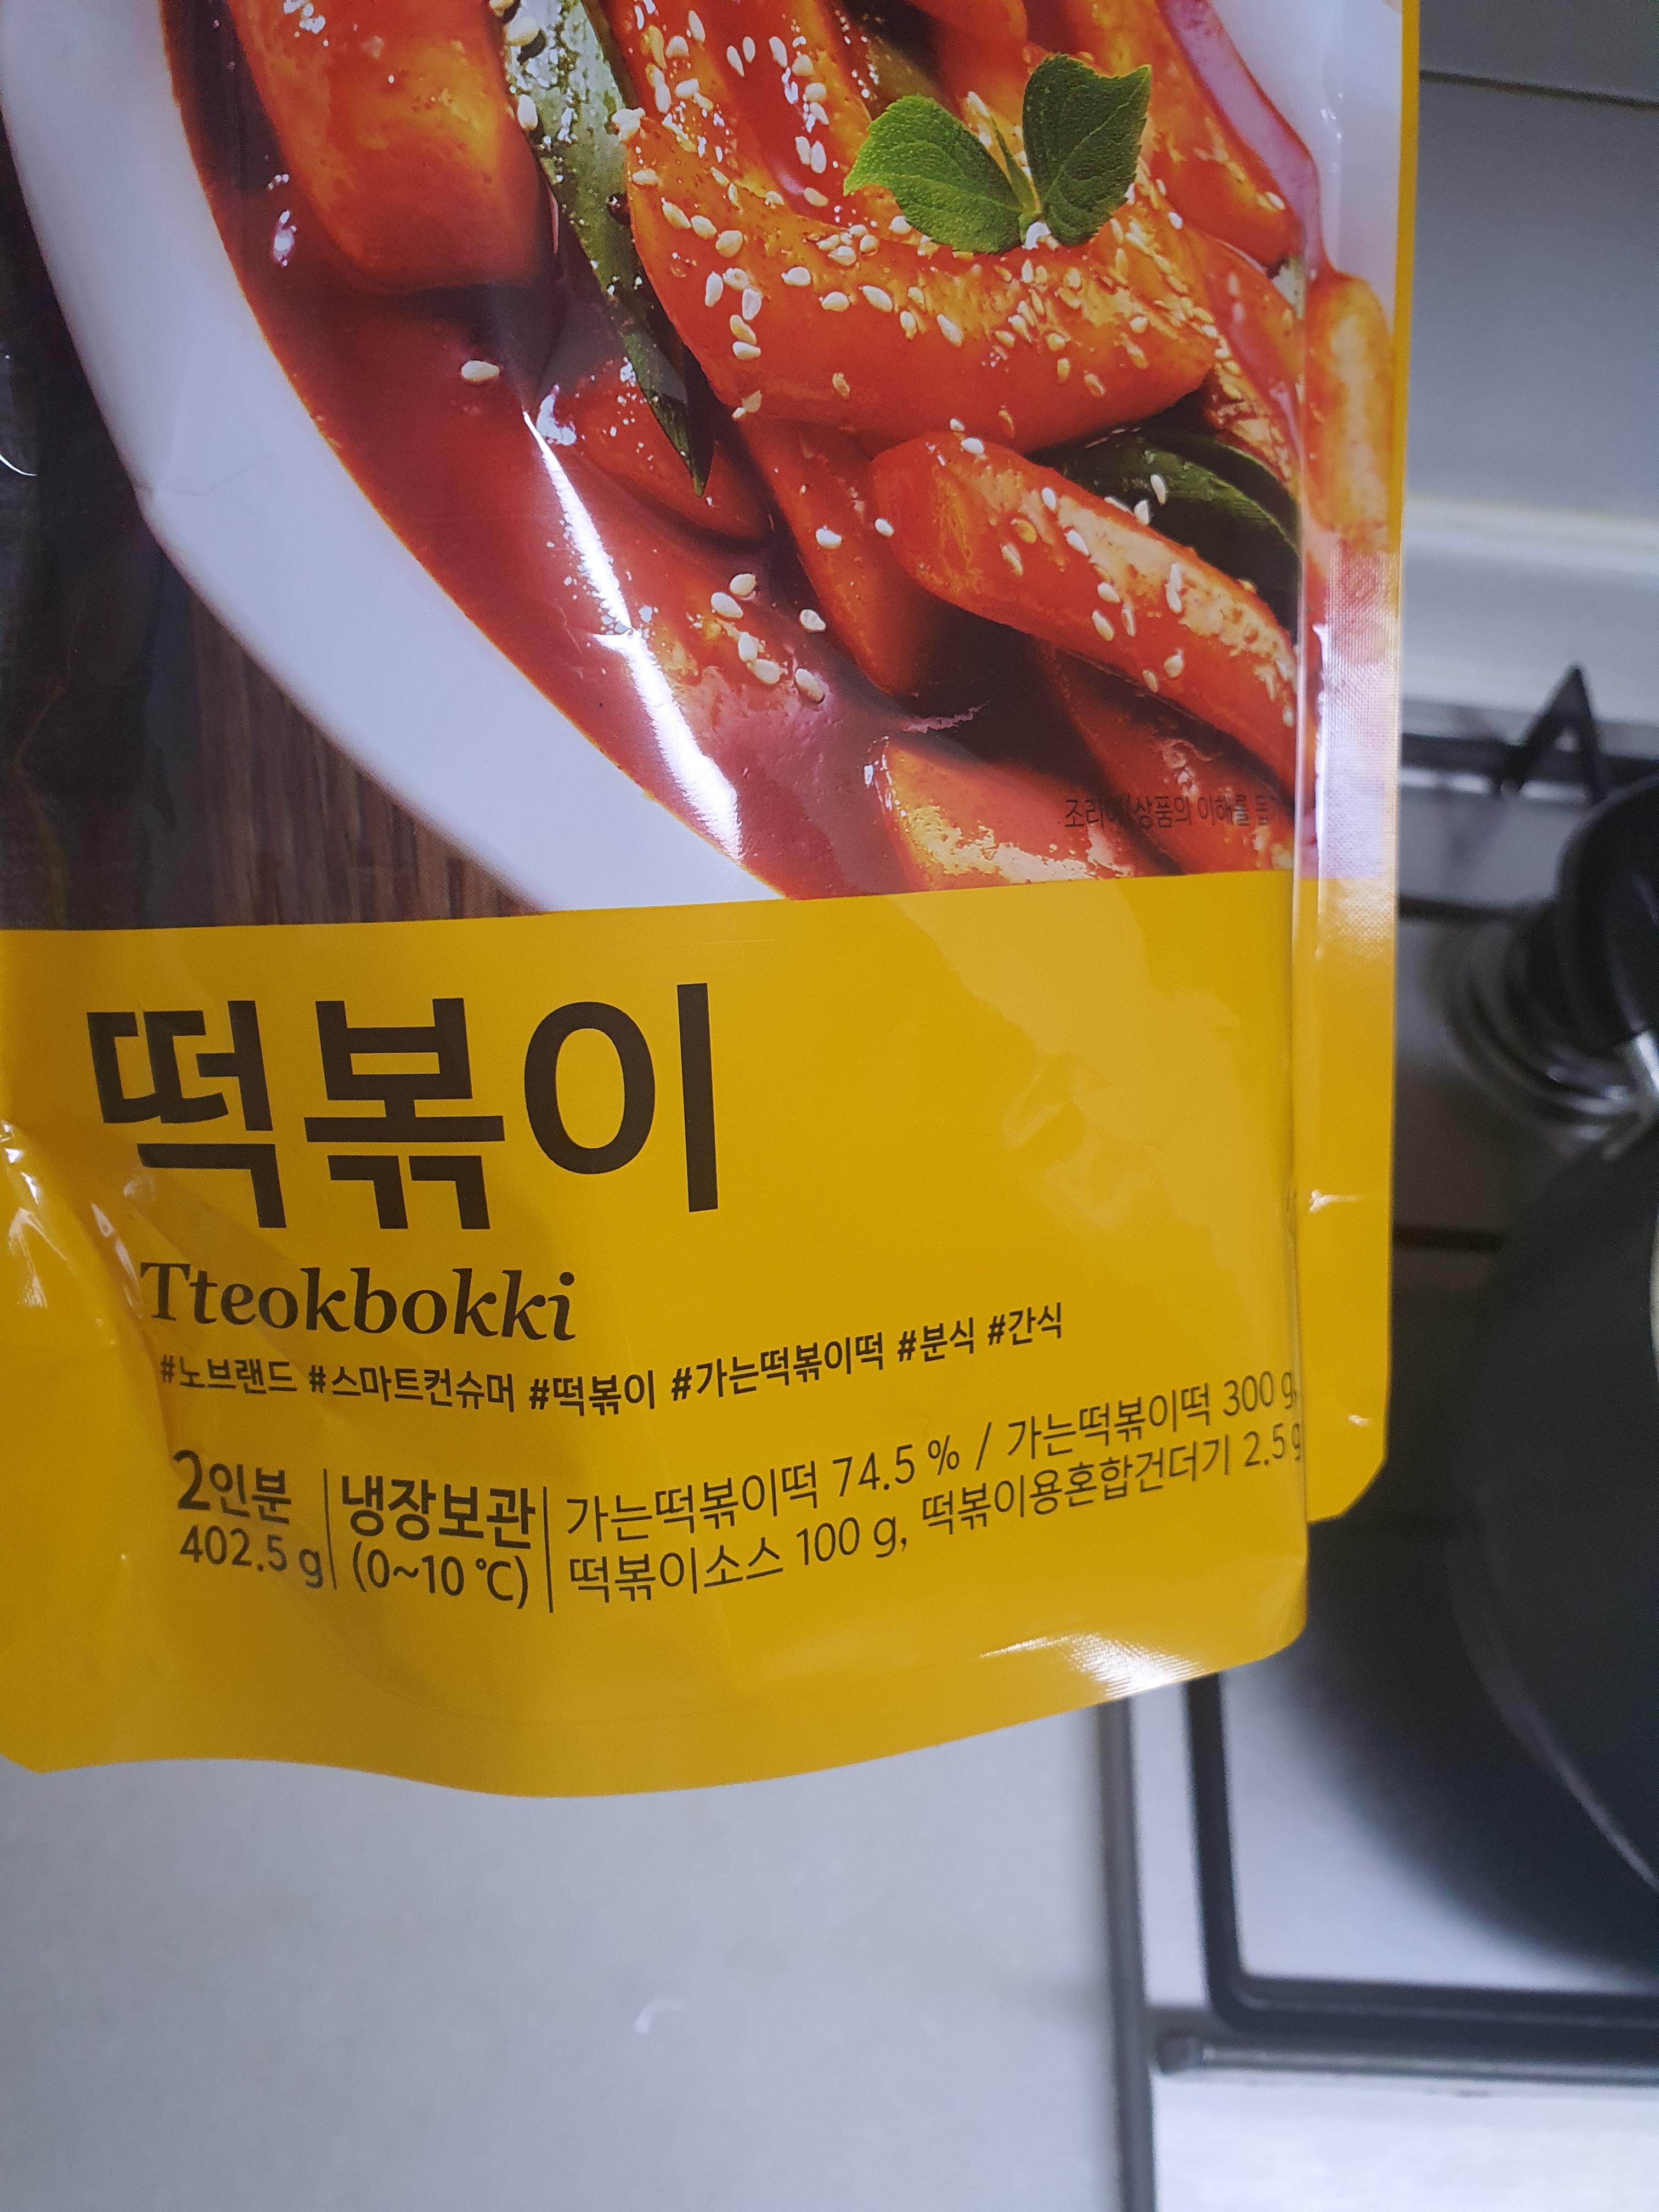 조리예(상품의 이해를
떡볶이
Tteokbokki
#노브랜드 #스마트컨슈머 #떡볶이 #가는떡볶이떡 #분식 #간식
2인분
402.5 g
냉장보관
(0~10 ℃)
가는떡볶이떡 74.5 % / 가는떡볶이떡 300 g,
떡볶이소스 100 g, 떡볶이용혼합건더기 2.5 g